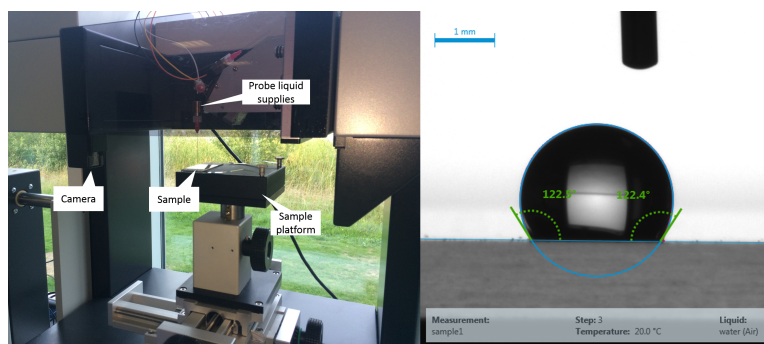 Probe liquid
supplies
Camera
Sample
Sample
platform
1 mm
122.5°
122.4°
Measurement:
sample1
Step: 3
Temperature: 20.0 °C
Liquid:
water (Air)